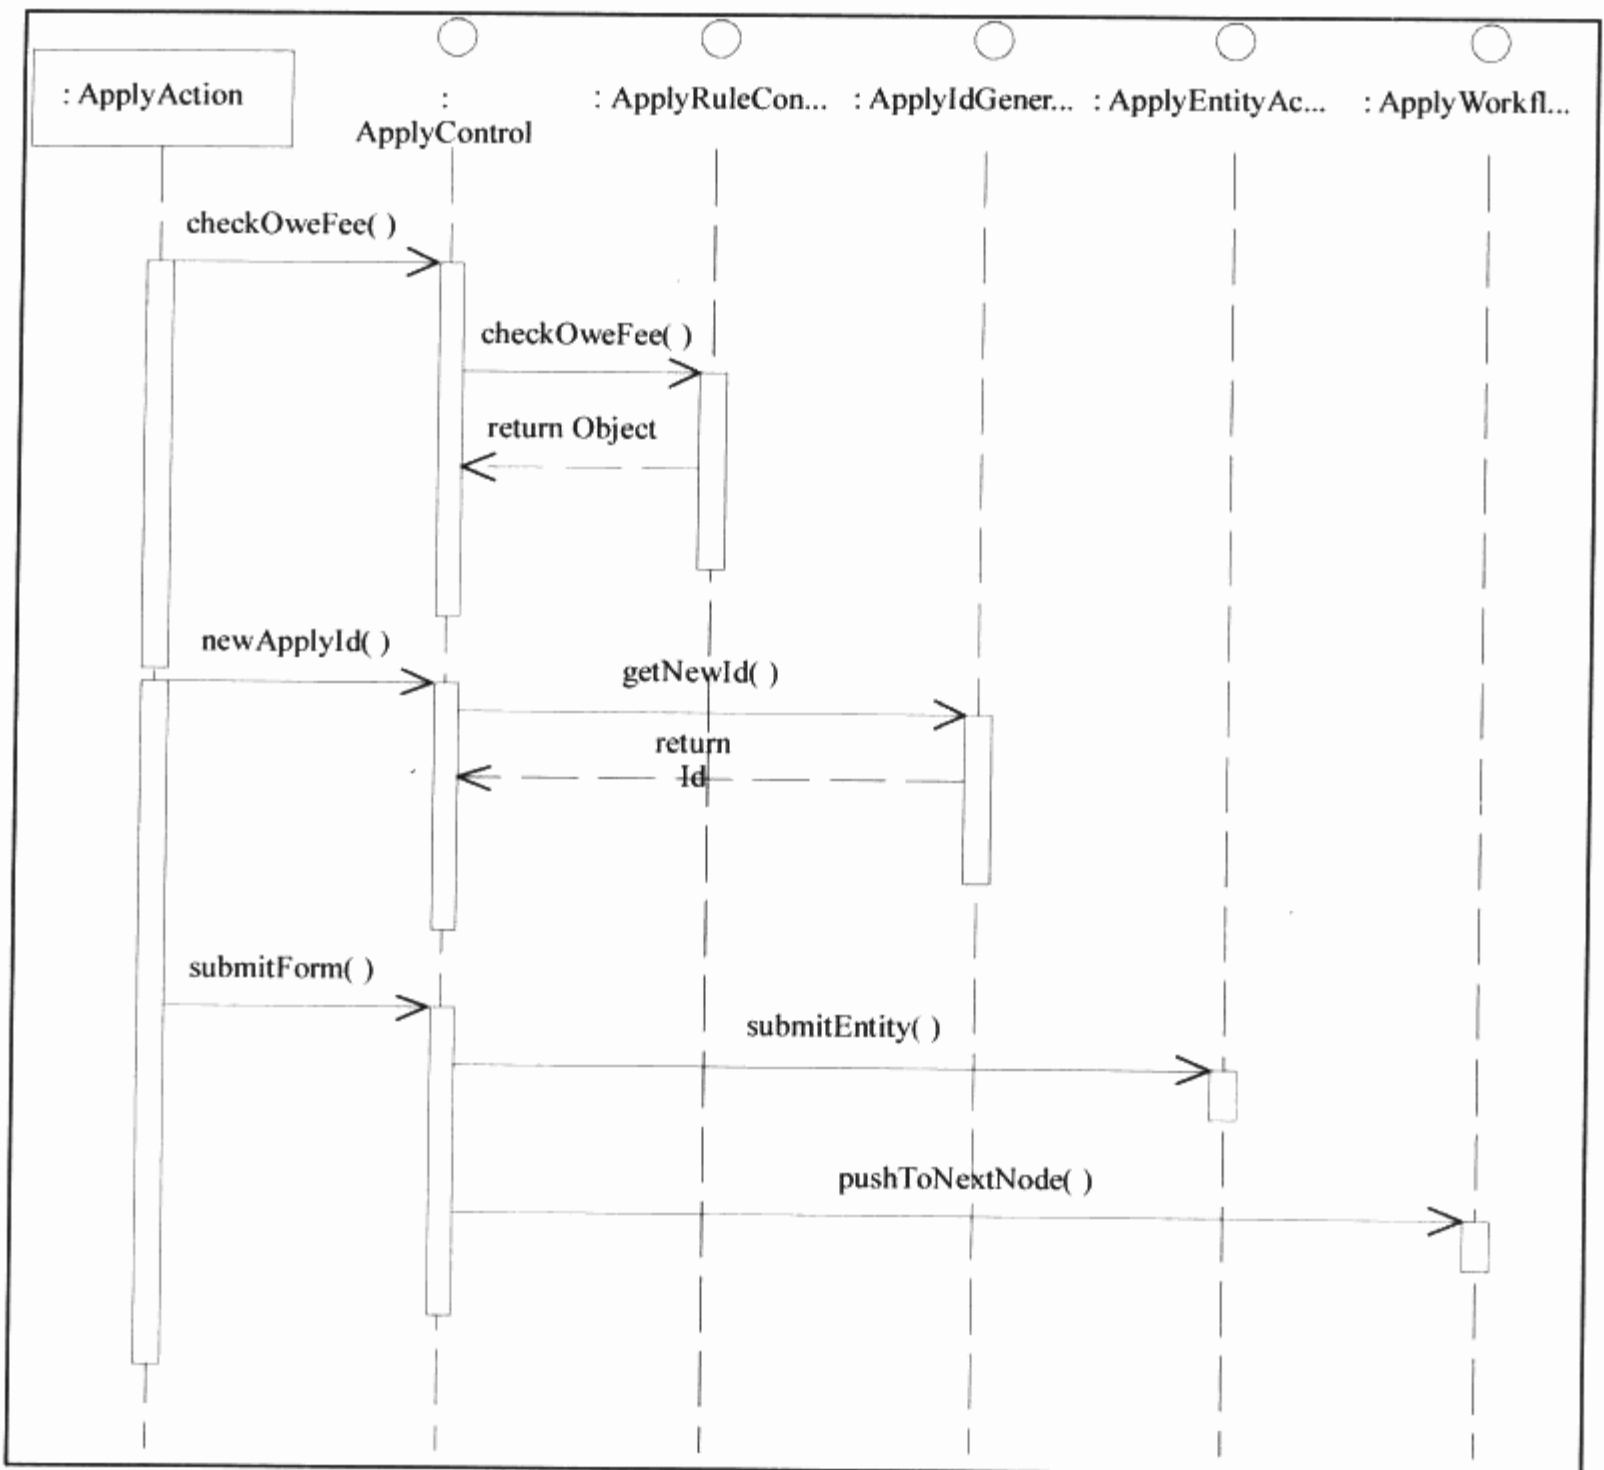 : ApplyAction
:
ApplyControl
: ApplyRuleCon...
: ApplyIdGener...
: ApplyEntityAc...
: ApplyWorkfl...
checkOweFee( )
checkOweFee( )
return Object
newApplyId( )
getNewId( )
return
Id
submitForm( )
submitEntity( )
pushToNextNode( )